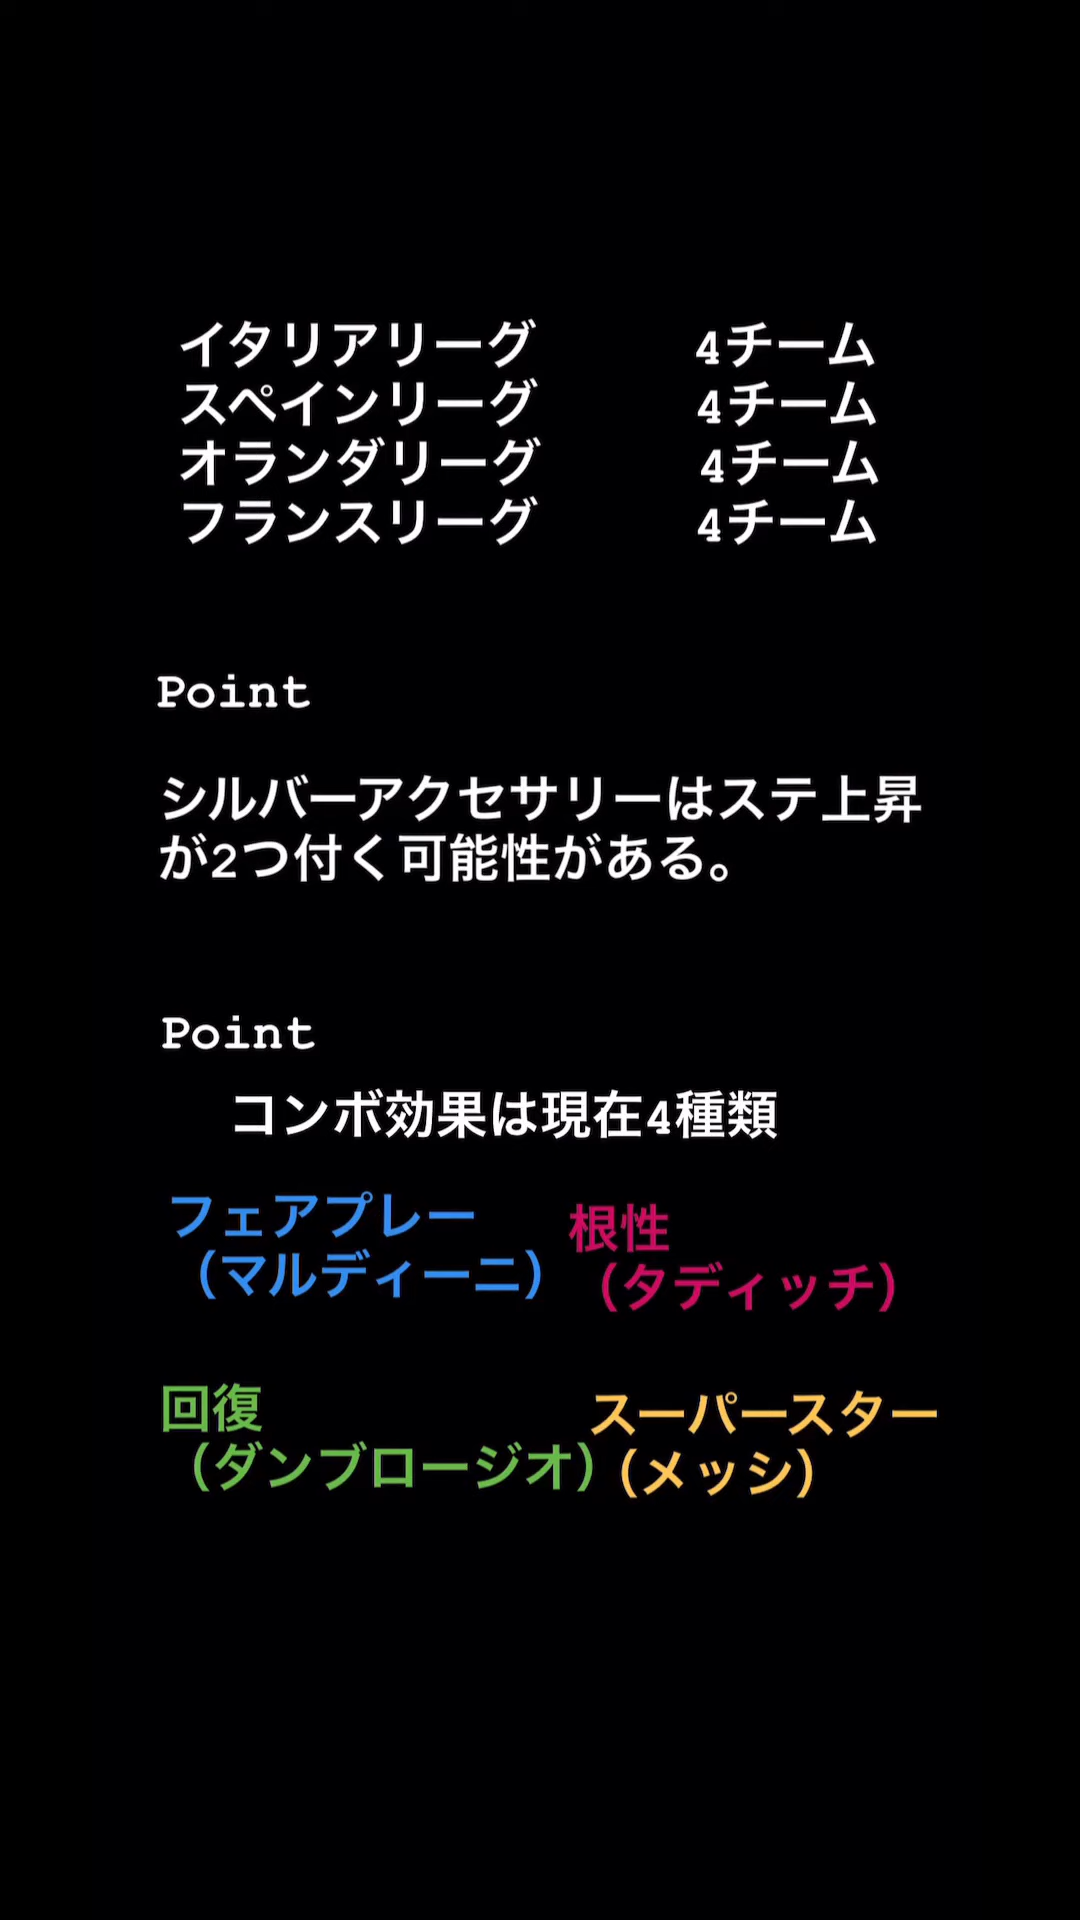 イタリアリーグ 4チーム
スペインリーグ 4チーム
オランダリーグ 4チーム
フランスリーグ 4チーム
Point
シルバーアクセサリーはステ上昇
が2つ付く可能性がある。
Point
コンボ効果は現在4種類
フェアプレー
（マルディーニ）
根性
（タディッチ）
回復
（ダンブロージオ）
スーパースター
（メッシ）